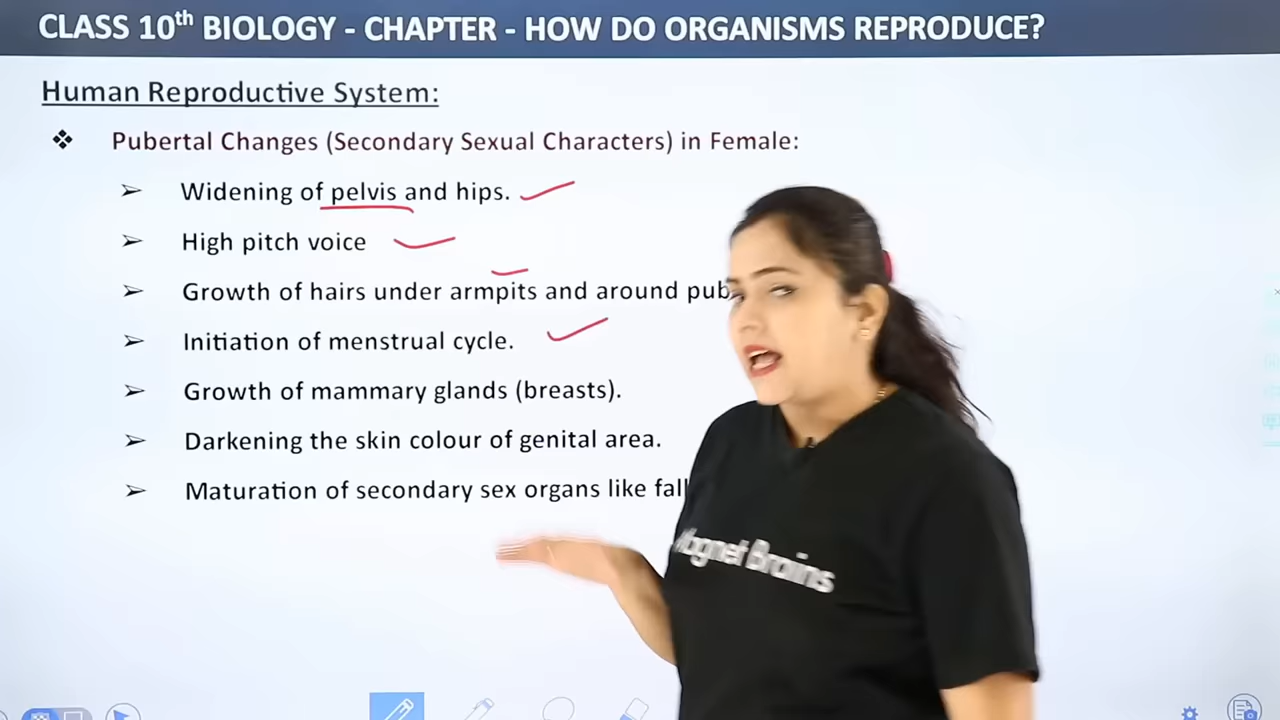 CLASS 10th BIOLOGY - CHAPTER - HOW DO ORGANISMS REPRODUCE?
Human Reproductive System:
❖ Pubertal Changes (Secondary Sexual Characters) in Female:
➢ Widening of pelvis and hips.
➢ High pitch voice
➢ Growth of hairs under armpits and around
➢ Initiation of menstrual cycle.
➢ Growth of mammary glands (breasts).
➢ Darkening the skin colour of genital area.
➢ Maturation of secondary sex organs like
Magnet Brains